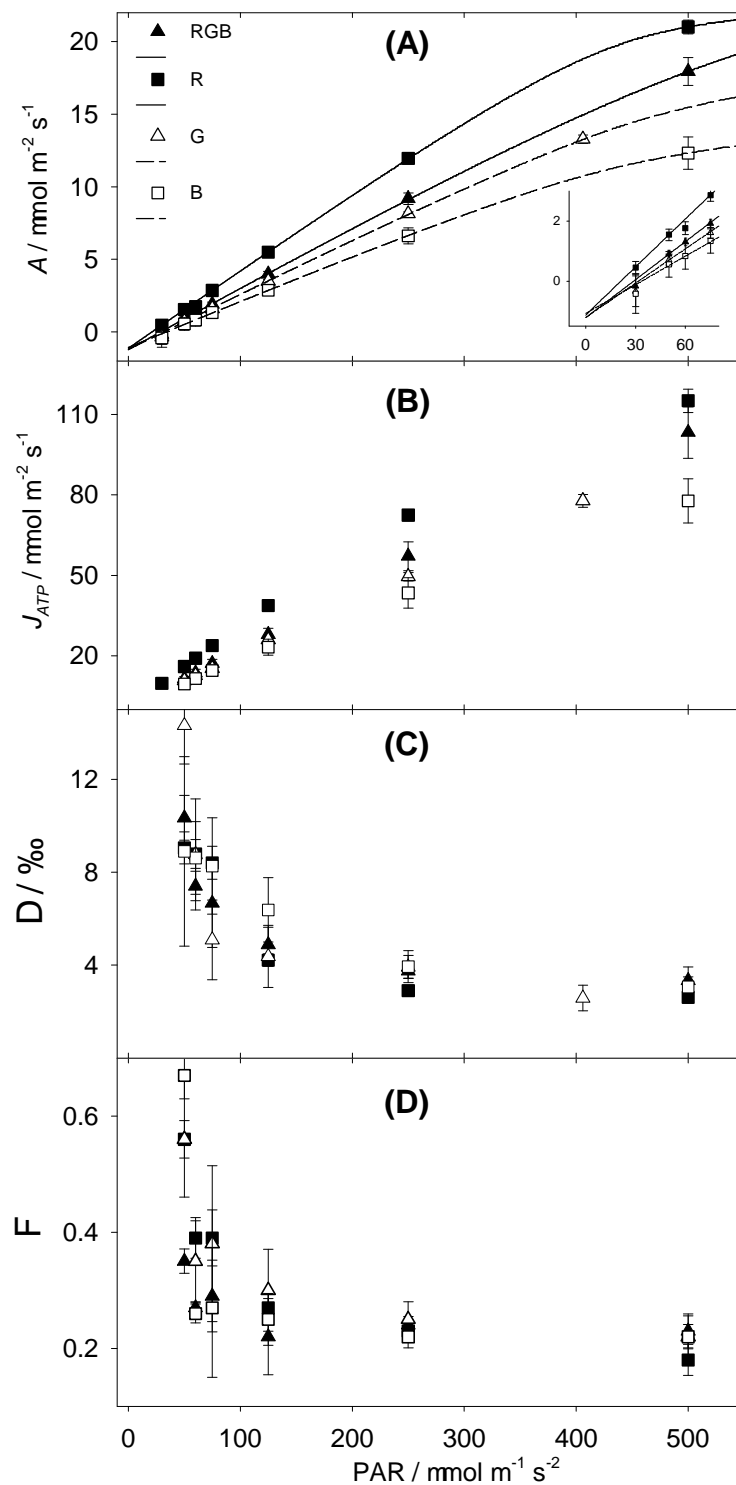 RGB
R
G
B
(A)
20
15
10
5
0
A / mmol m⁻² s⁻¹
2
0
0 30 60
(B)
110
80
50
20
J_ATP / mmol m⁻² s⁻¹
(C)
12
8
4
D / ‰
(D)
0.6
0.4
0.2
F
0 100 200 300 400 500
PAR / mmol m⁻¹ s⁻²